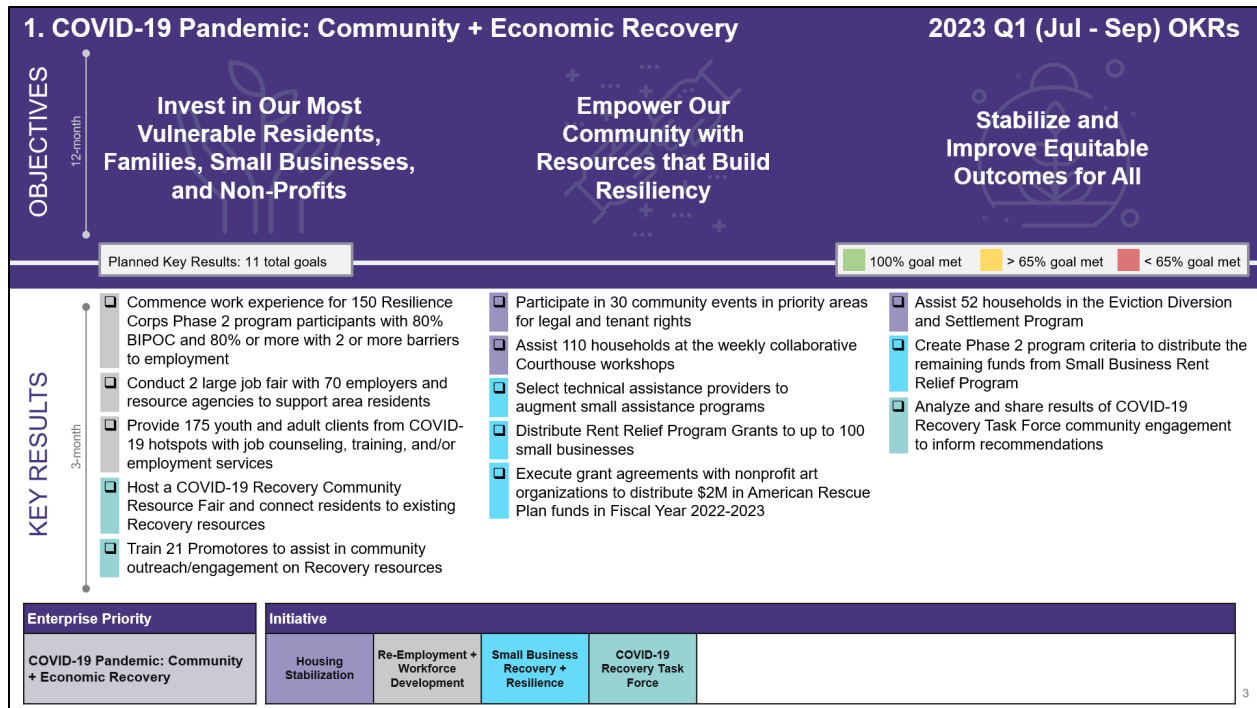 1. COVID-19 Pandemic: Community + Economic Recovery
2023 Q1 (Jul - Sep) OKRs
OBJECTIVES
12-month
Invest in Our Most
Vulnerable Residents,
Families, Small Businesses,
and Non-Profits
Empower Our
Community with
Resources that Build
Resiliency
Stabilize and
Improve Equitable
Outcomes for All
Planned Key Results: 11 total goals
100% goal met
> 65% goal met
< 65% goal met
KEY RESULTS
3-month
Commence work experience for 150 Resilience
Corps Phase 2 program participants with 80%
BIPOC and 80% or more with 2 or more barriers
to employment
Conduct 2 large job fair with 70 employers and
resource agencies to support area residents
Provide 175 youth and adult clients from COVID-
19 hotspots with job counseling, training, and/or
employment services
Host a COVID-19 Recovery Community
Resource Fair and connect residents to existing
Recovery resources
Train 21 Promotores to assist in community
outreach/engagement on Recovery resources
Participate in 30 community events in priority areas
for legal and tenant rights
Assist 110 households at the weekly collaborative
Courthouse workshops
Select technical assistance providers to
augment small assistance programs
Distribute Rent Relief Program Grants to up to 100
small businesses
Execute grant agreements with nonprofit art
organizations to distribute $2M in American Rescue
Plan funds in Fiscal Year 2022-2023
Assist 52 households in the Eviction Diversion
and Settlement Program
Create Phase 2 program criteria to distribute the
remaining funds from Small Business Rent
Relief Program
Analyze and share results of COVID-19
Recovery Task Force community engagement
to inform recommendations
Enterprise Priority
Initiative
COVID-19 Pandemic: Community
+ Economic Recovery
Housing
Stabilization
Re-Employment +
Workforce
Development
Small Business
Recovery +
Resilience
COVID-19
Recovery Task
Force
3